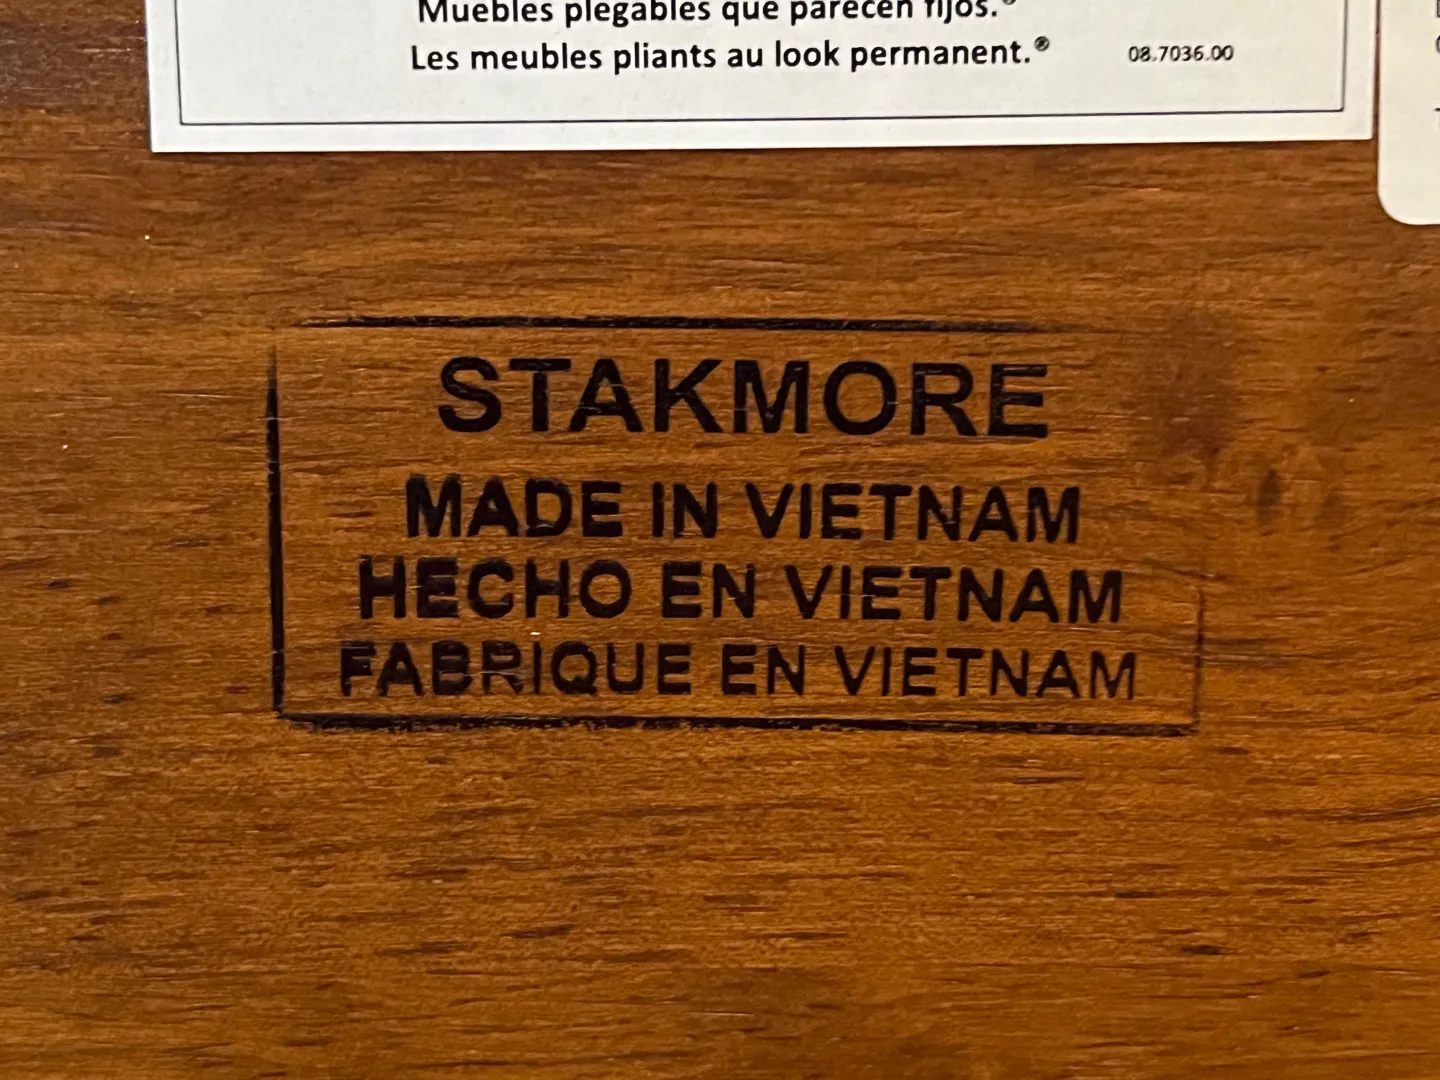 Muebles plegables que parecen fijos.®
Les meubles pliants au look permanent.® 08.7036.00
STAKMORE
MADE IN VIETNAM
HECHO EN VIETNAM
FABRIQUE EN VIETNAM